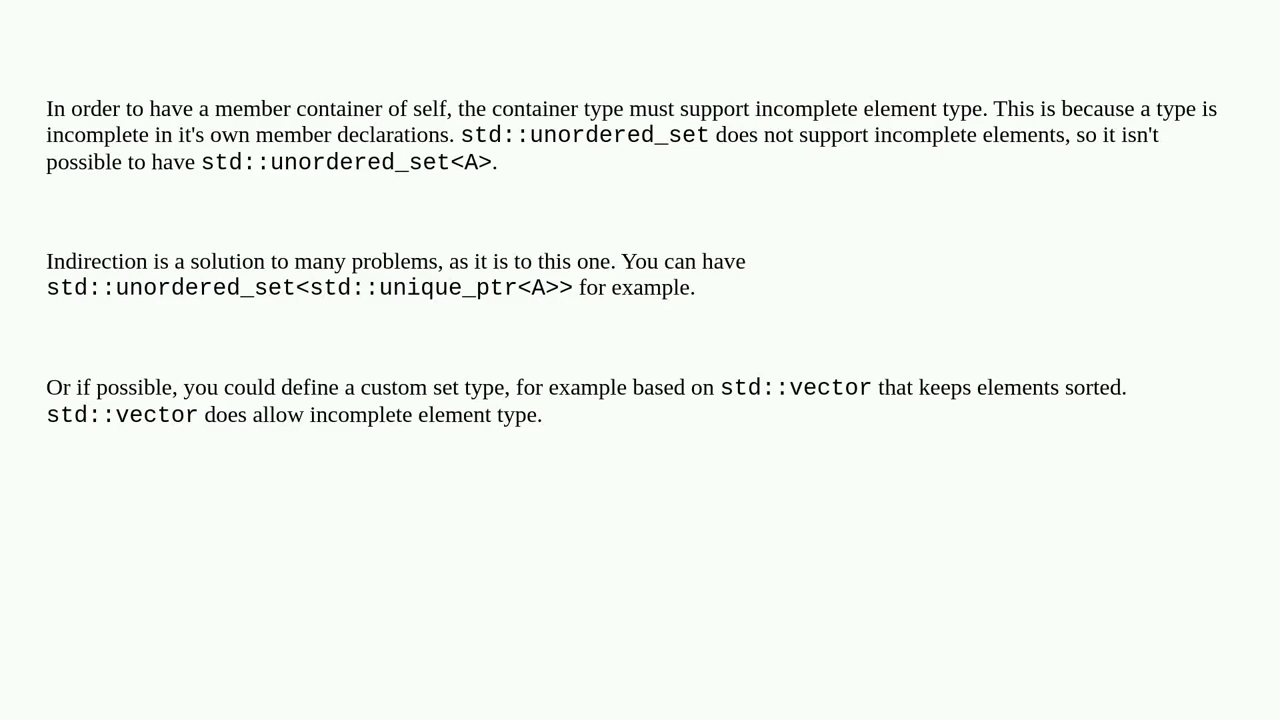 In order to have a member container of self, the container type must support incomplete element type. This is because a type is
incomplete in it's own member declarations. std::unordered_set does not support incomplete elements, so it isn't
possible to have std::unordered_set<A>.
Indirection is a solution to many problems, as it is to this one. You can have
std::unordered_set<std::unique_ptr<A>> for example.
Or if possible, you could define a custom set type, for example based on std::vector that keeps elements sorted.
std::vector does allow incomplete element type.